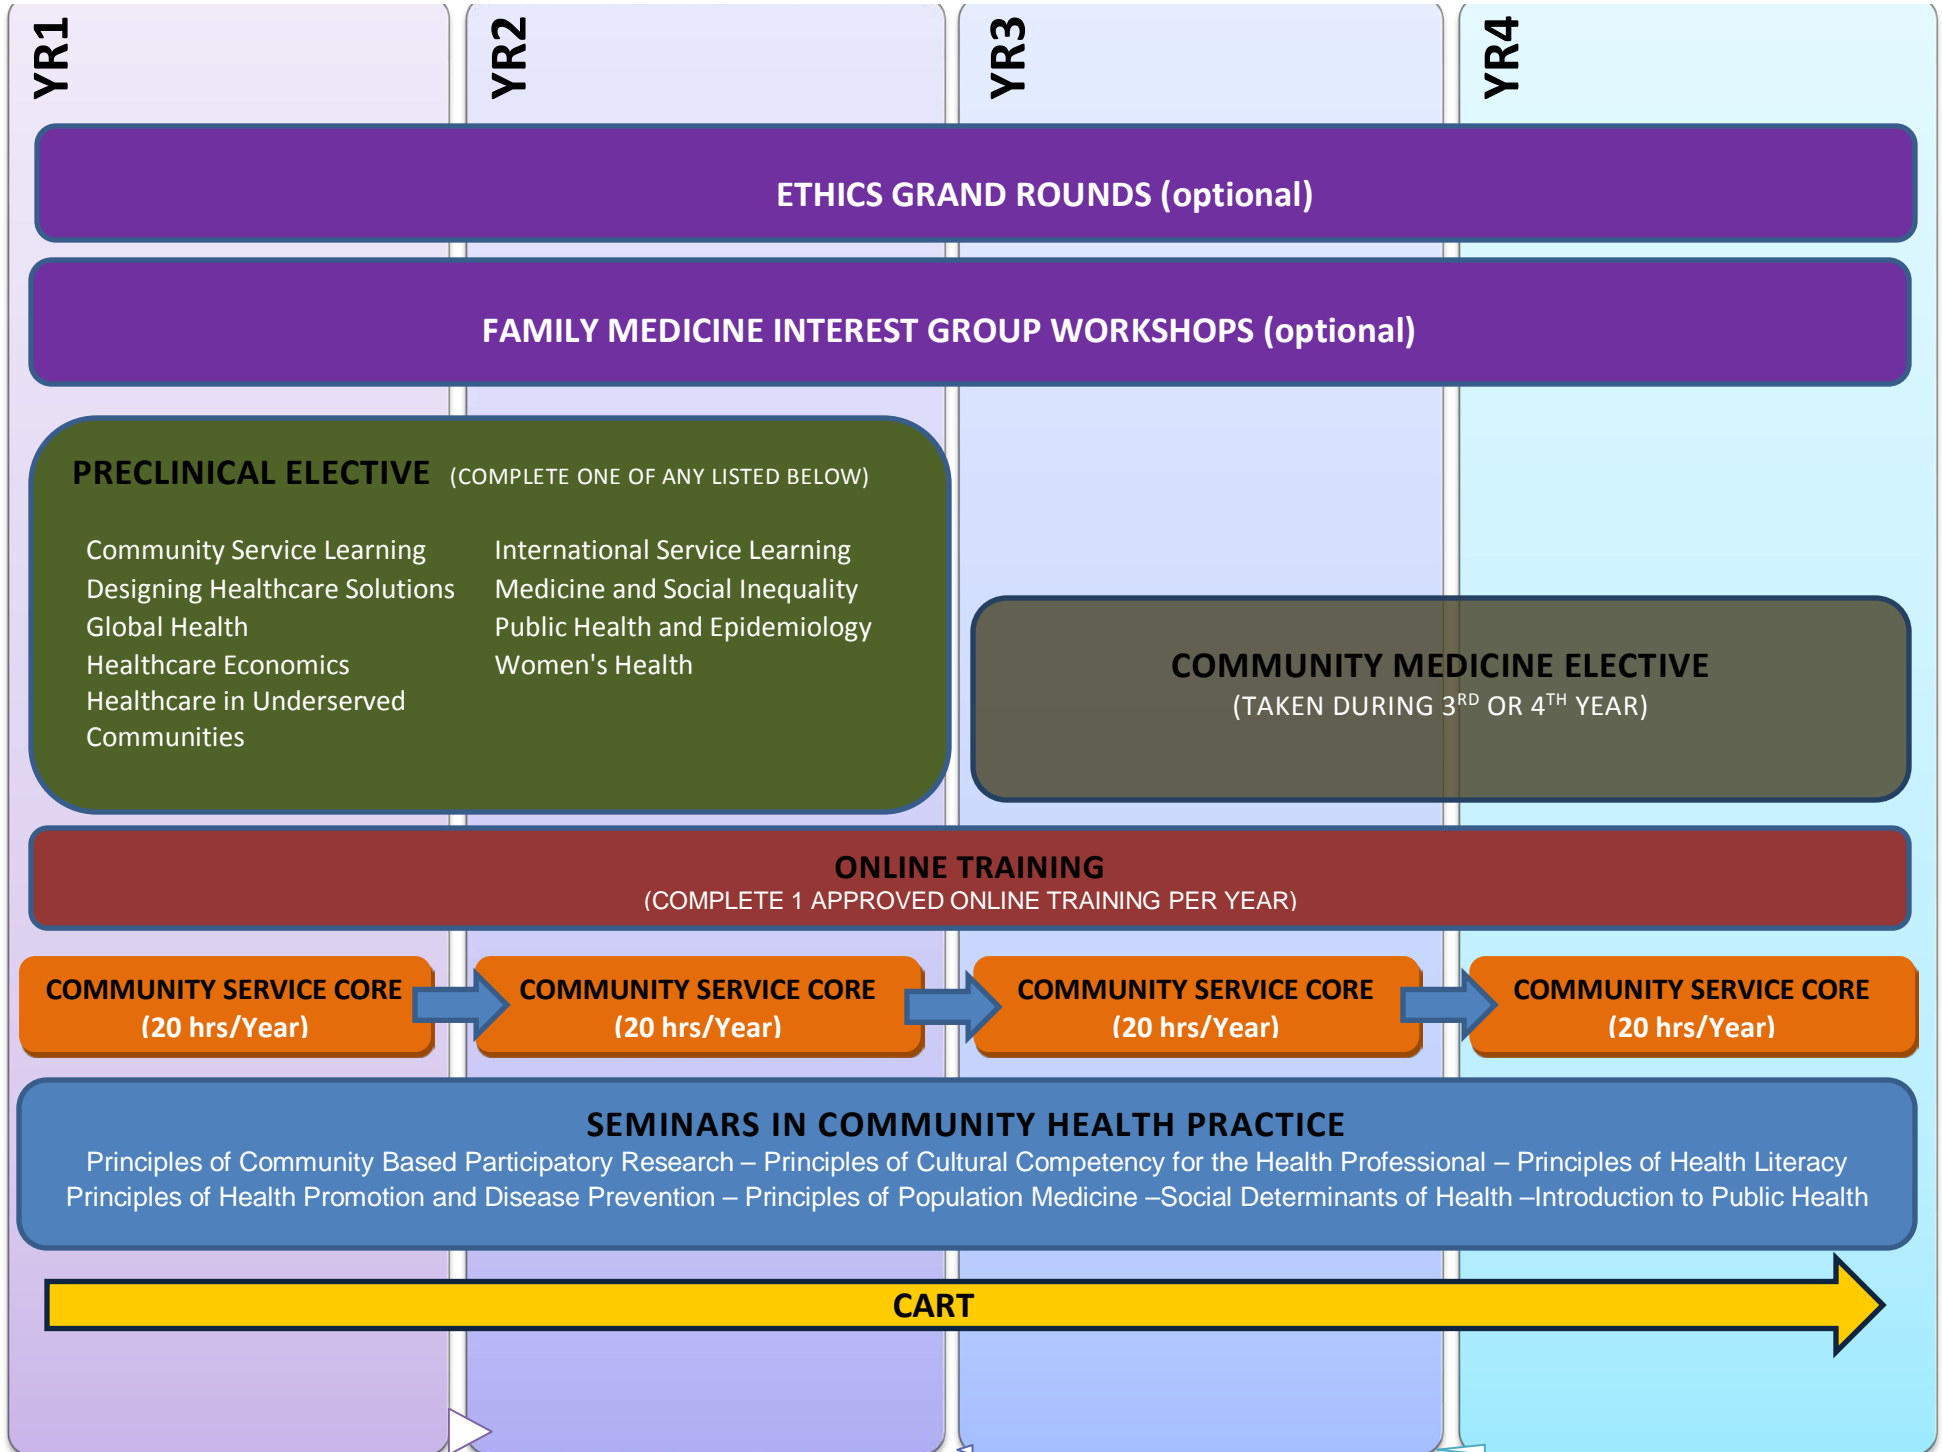 YR1
YR2
YR3
YR4
ETHICS GRAND ROUNDS (optional)
FAMILY MEDICINE INTEREST GROUP WORKSHOPS (optional)
PRECLINICAL ELECTIVE (COMPLETE ONE OF ANY LISTED BELOW)
Community Service Learning
Designing Healthcare Solutions
Global Health
Healthcare Economics
Healthcare in Underserved
Communities
International Service Learning
Medicine and Social Inequality
Public Health and Epidemiology
Women's Health
COMMUNITY MEDICINE ELECTIVE
(TAKEN DURING 3RD OR 4TH YEAR)
ONLINE TRAINING
(COMPLETE 1 APPROVED ONLINE TRAINING PER YEAR)
COMMUNITY SERVICE CORE
(20 hrs/Year)
COMMUNITY SERVICE CORE
(20 hrs/Year)
COMMUNITY SERVICE CORE
(20 hrs/Year)
COMMUNITY SERVICE CORE
(20 hrs/Year)
SEMINARS IN COMMUNITY HEALTH PRACTICE
Principles of Community Based Participatory Research – Principles of Cultural Competency for the Health Professional – Principles of Health Literacy
Principles of Health Promotion and Disease Prevention – Principles of Population Medicine –Social Determinants of Health –Introduction to Public Health
CART